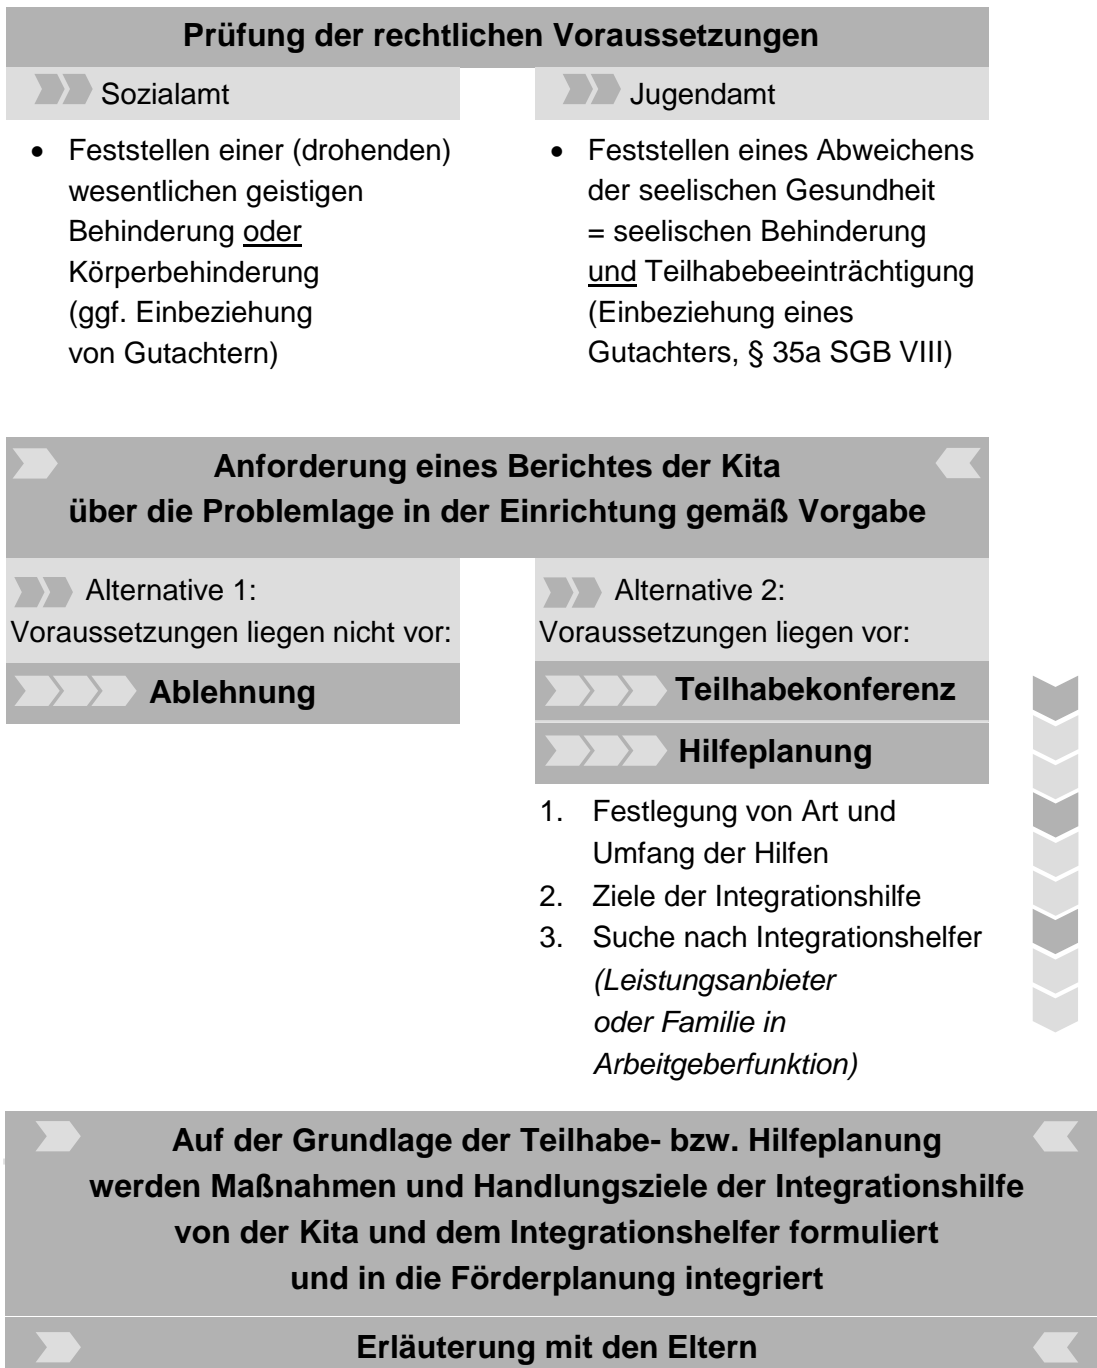 Prüfung der rechtlichen Voraussetzungen
Sozialamt
• Feststellen einer (drohenden)
wesentlichen geistigen
Behinderung oder
Körperbehinderung
(ggf. Einbeziehung
von Gutachtern)
Jugendamt
• Feststellen eines Abweichens
der seelischen Gesundheit
= seelischen Behinderung
und Teilhabebeeinträchtigung
(Einbeziehung eines
Gutachters, § 35a SGB VIII)
Anforderung eines Berichtes der Kita
über die Problemlage in der Einrichtung gemäß Vorgabe
Alternative 1:
Voraussetzungen liegen nicht vor:
Ablehnung
Alternative 2:
Voraussetzungen liegen vor:
Teilhabekonferenz
Hilfeplanung
1. Festlegung von Art und
Umfang der Hilfen
2. Ziele der Integrationshilfe
3. Suche nach Integrationshelfer
(Leistungsanbieter
oder Familie in
Arbeitgeberfunktion)
Auf der Grundlage der Teilhabe- bzw. Hilfeplanung
werden Maßnahmen und Handlungsziele der Integrationshilfe
von der Kita und dem Integrationshelfer formuliert
und in die Förderplanung integriert
Erläuterung mit den Eltern